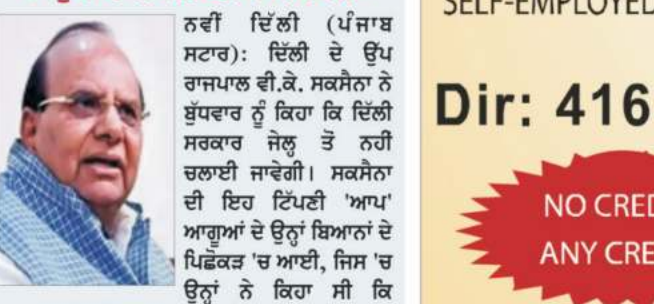 ਨਵੀਂ ਦਿੱਲੀ (ਪੰਜਾਬ
ਸਟਾਰ): ਦਿੱਲੀ ਦੇ ਉੱਪ
ਰਾਜਪਾਲ ਵੀ.ਕੇ. ਸਕਸੈਨਾ ਨੇ
ਬੁੱਧਵਾਰ ਨੂੰ ਕਿਹਾ ਕਿ ਦਿੱਲੀ
ਸਰਕਾਰ ਜੇਲ੍ਹ ਤੋਂ ਨਹੀਂ
ਚਲਾਈ ਜਾਵੇਗੀ। ਸਕਸੈਨਾ
ਦੀ ਇਹ ਟਿੱਪਣੀ 'ਆਪ'
ਆਗੂਆਂ ਦੇ ਉਨ੍ਹਾਂ ਬਿਆਨਾਂ ਦੇ
ਪਿਛੋਕੜ 'ਚ ਆਈ, ਜਿਸ 'ਚ
ਉਨ੍ਹਾਂ ਨੇ ਕਿਹਾ ਸੀ ਕਿ
SELF-EMPLOYED
Dir: 416
NO CRED
ANY CRE